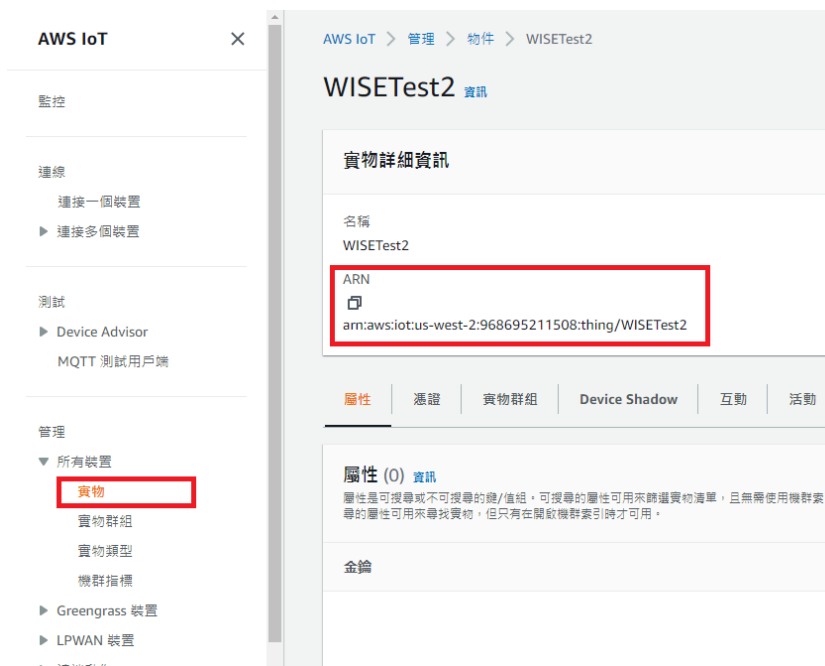 AWS IoT
監控
連線
連接一個裝置
連接多個裝置
測試
Device Advisor
MQTT 測試用戶端
管理
所有裝置
實物
實物群組
實物類型
機群指標
Greengrass 裝置
LPWAN 裝置
AWS IoT > 管理 > 物件 > WISETest2
WISETest2 資訊
實物詳細資訊
名稱
WISETest2
ARN
arn:aws:iot:us-west-2:968695211508:thing/WISETest2
屬性 憑證 實物群組 Device Shadow 互動 活動
屬性 (0) 資訊
屬性是可搜尋或不可搜尋的鍵/值組。可搜尋的屬性可用來篩選實物清單,且無需使用機群索
尋的屬性可用來尋找實物,但只有在開啟機群索引時才可用。
金鑰